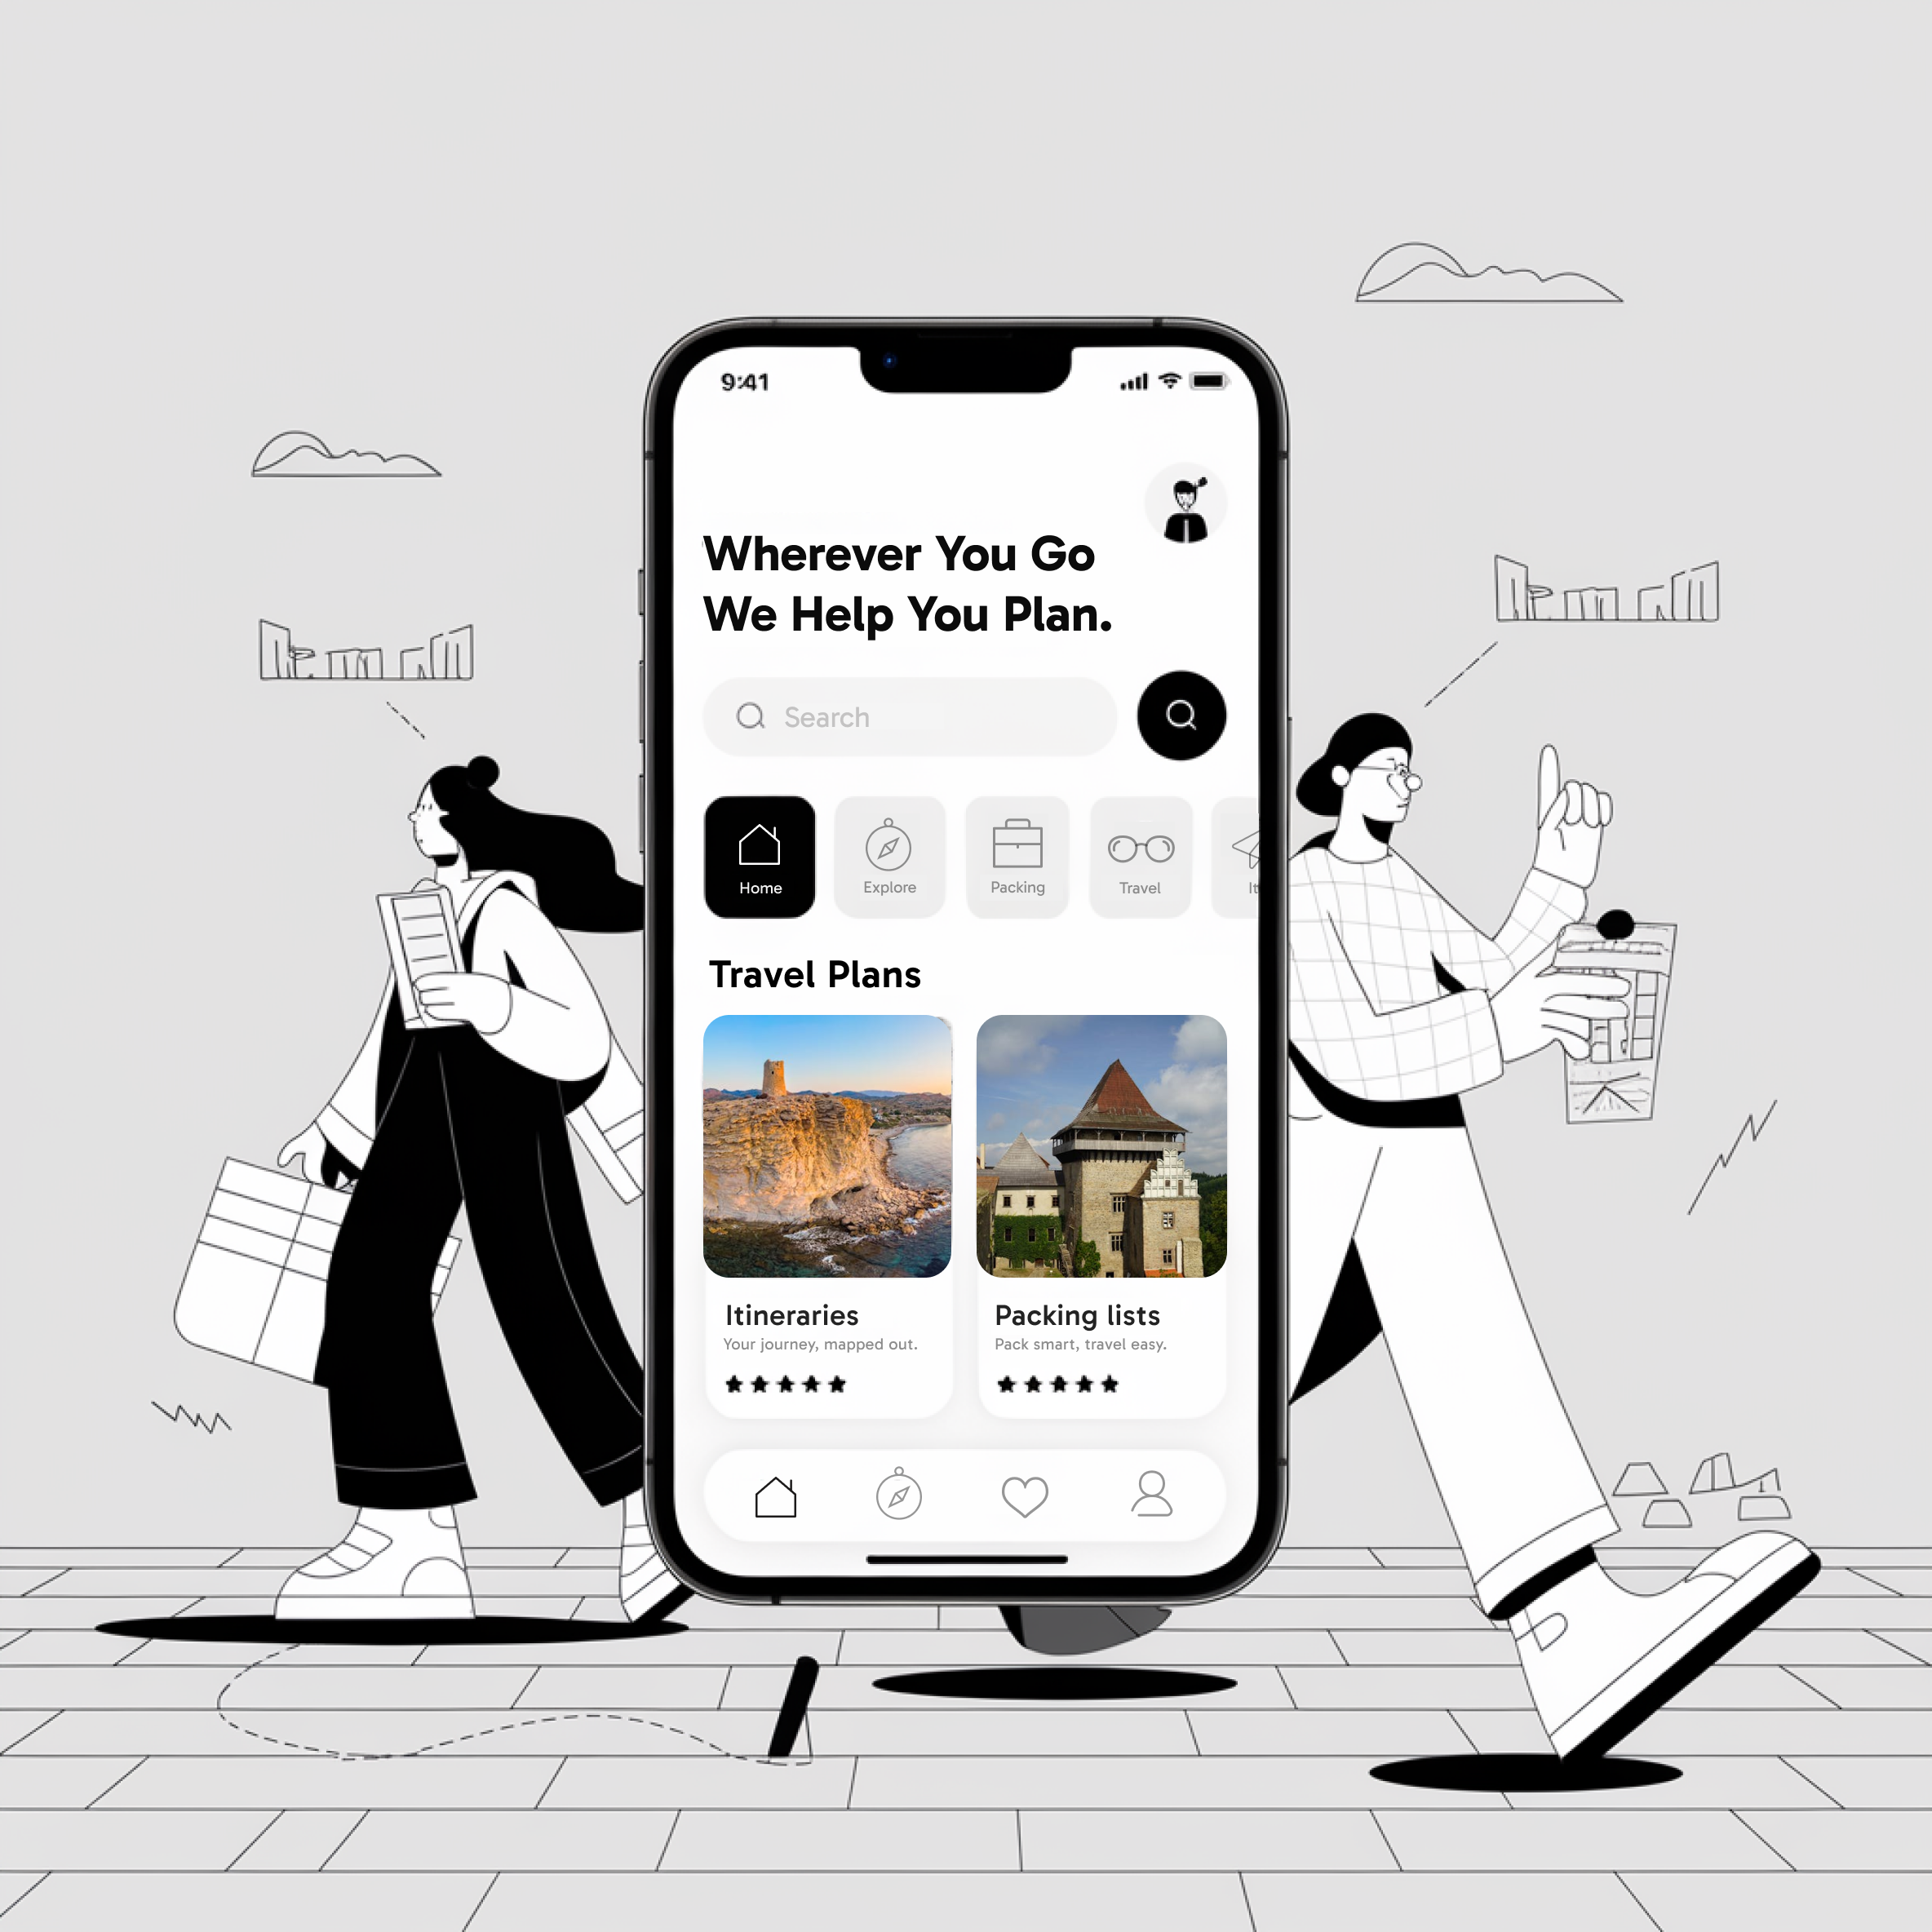 9:41
Wherever You Go
We Help You Plan.
Search
Home
Explore
Packing
Travel
Travel Plans
Itineraries
Your journey, mapped out.
Packing lists
Pack smart, travel easy.